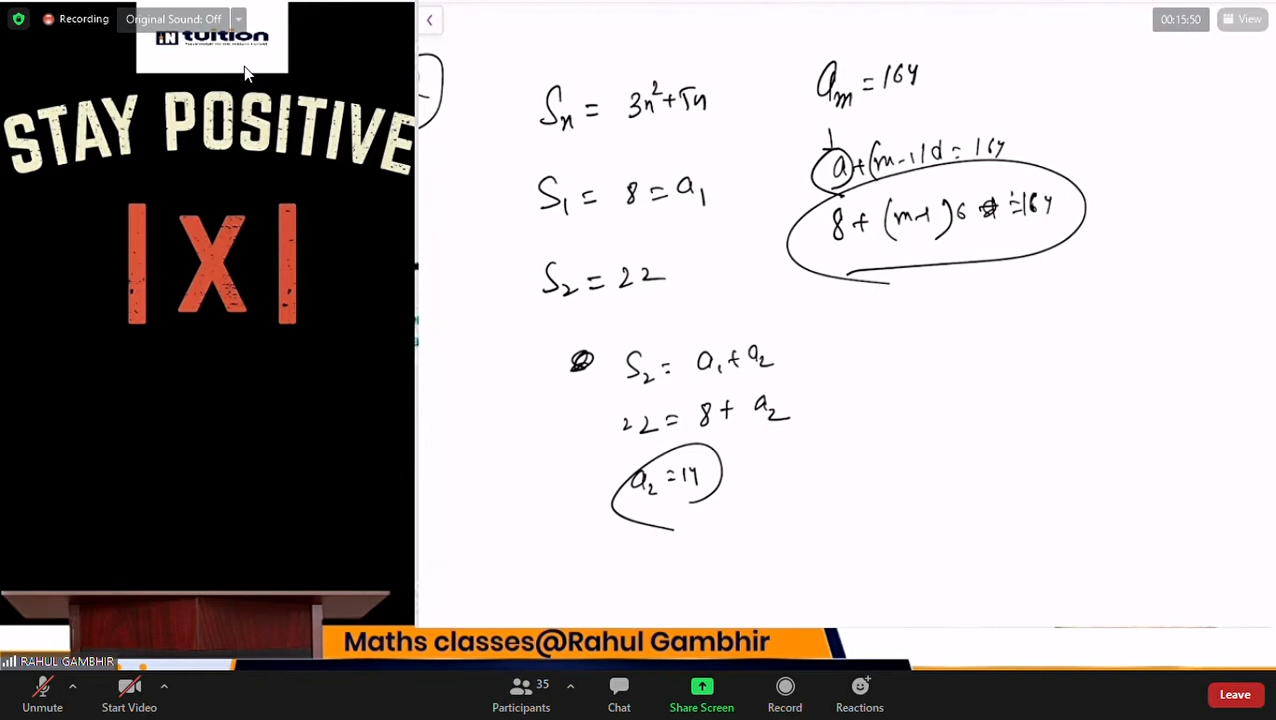 Recording
Original Sound: Off
00:15:50
View
iN tuition
STAY POSITIVE
1X1
Sn = 3n²+5n
S1 = 8 = a1
S2 = 22
S2 = a1 + a2
22 = 8 + a2
a2 = 14
am = 164
a + (m-1)d = 164
8 + (m-1)6 = 164
Maths classes@Rahul Gambhir
RAHUL GAMBHIR
Unmute
Start Video
35
Participants
Chat
Share Screen
Record
Reactions
Leave